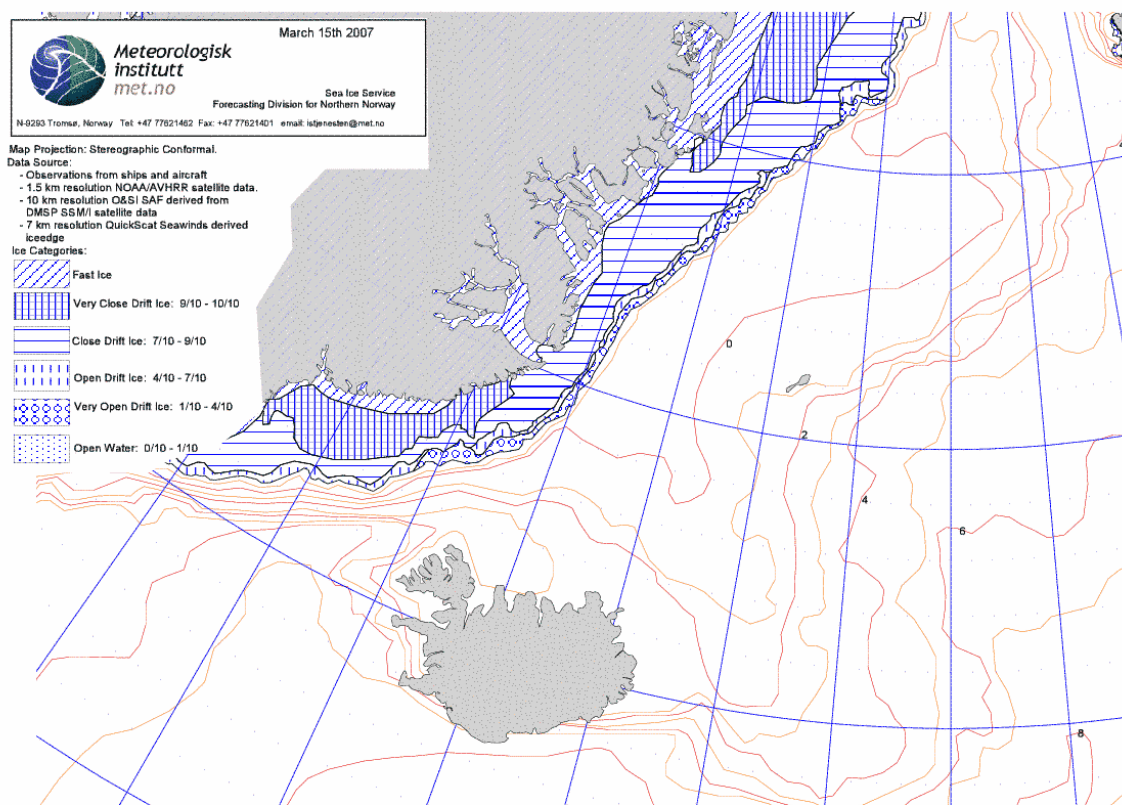 March 15th 2007
Meteorologisk
institutt
met.no
Sea Ice Service
Forecasting Division for Northern Norway
N-9293 Tromsø, Norway Tel: +47 77621462 Fax: +47 77621401 email: istjenesten@met.no
Map Projection: Stereographic Conformal.
Data Source:
- Observations from ships and aircraft
- 1.5 km resolution NOAA/AVHRR satellite data.
- 10 km resolution O&SI SAF derived from
DMSP SSM/I satellite data
- 7 km resolution QuickScat Seawinds derived
iceedge
Ice Categories:
Fast Ice
Very Close Drift Ice: 9/10 - 10/10
Close Drift Ice: 7/10 - 9/10
Open Drift Ice: 4/10 - 7/10
Very Open Drift Ice: 1/10 - 4/10
Open Water: 0/10 - 1/10
0
2
4
6
8